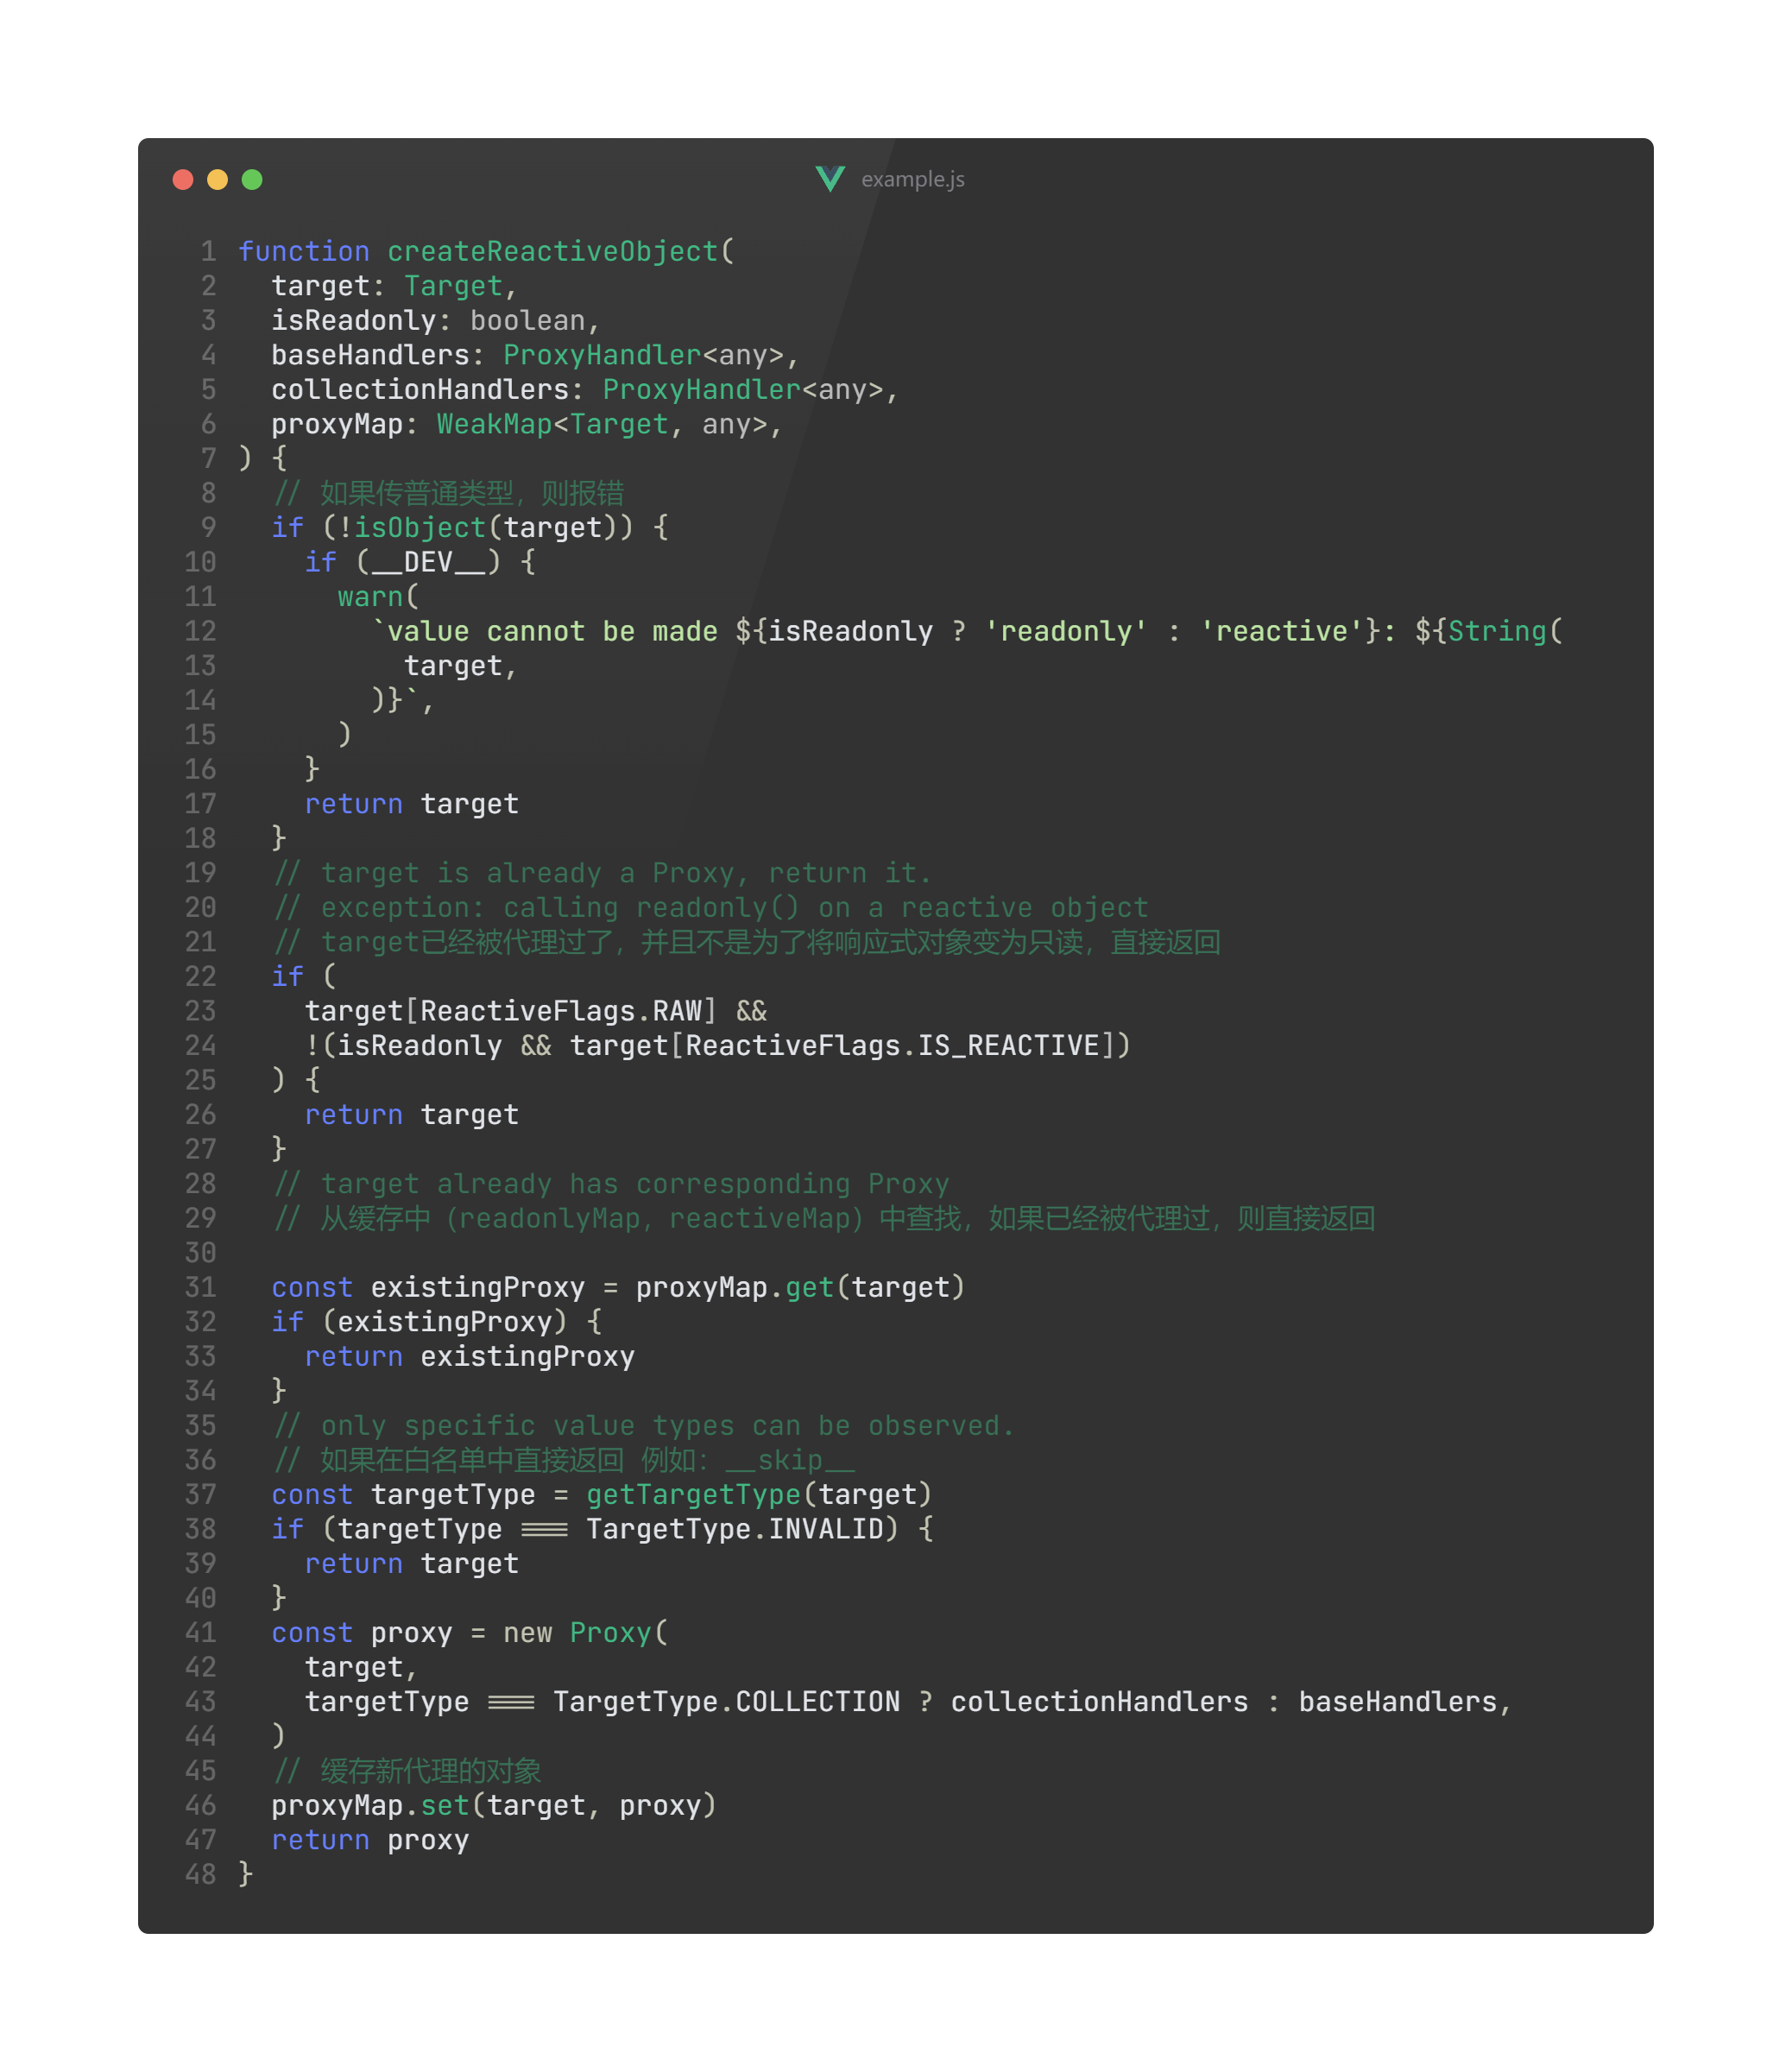 example.js
1 function createReactiveObject(
2   target: Target,
3   isReadonly: boolean,
4   baseHandlers: ProxyHandler<any>,
5   collectionHandlers: ProxyHandler<any>,
6   proxyMap: WeakMap<Target, any>,
7 ) {
8   // 如果传普通类型，则报错
9   if (!isObject(target)) {
10     if (__DEV__) {
11       warn(
12         `value cannot be made ${isReadonly ? 'readonly' : 'reactive'}: ${String(
13           target,
14         )}`,
15       )
16     }
17     return target
18   }
19   // target is already a Proxy, return it.
20   // exception: calling readonly() on a reactive object
21   // target已经被代理过了，并且不是为了将响应式对象变为只读，直接返回
22   if (
23     target[ReactiveFlags.RAW] &&
24     !(isReadonly && target[ReactiveFlags.IS_REACTIVE])
25   ) {
26     return target
27   }
28   // target already has corresponding Proxy
29   // 从缓存中（readonlyMap，reactiveMap）中查找，如果已经被代理过，则直接返回
30
31   const existingProxy = proxyMap.get(target)
32   if (existingProxy) {
33     return existingProxy
34   }
35   // only specific value types can be observed.
36   // 如果在白名单中直接返回 例如：__skip__
37   const targetType = getTargetType(target)
38   if (targetType === TargetType.INVALID) {
39     return target
40   }
41   const proxy = new Proxy(
42     target,
43     targetType === TargetType.COLLECTION ? collectionHandlers : baseHandlers,
44   )
45   // 缓存新代理的对象
46   proxyMap.set(target, proxy)
47   return proxy
48 }